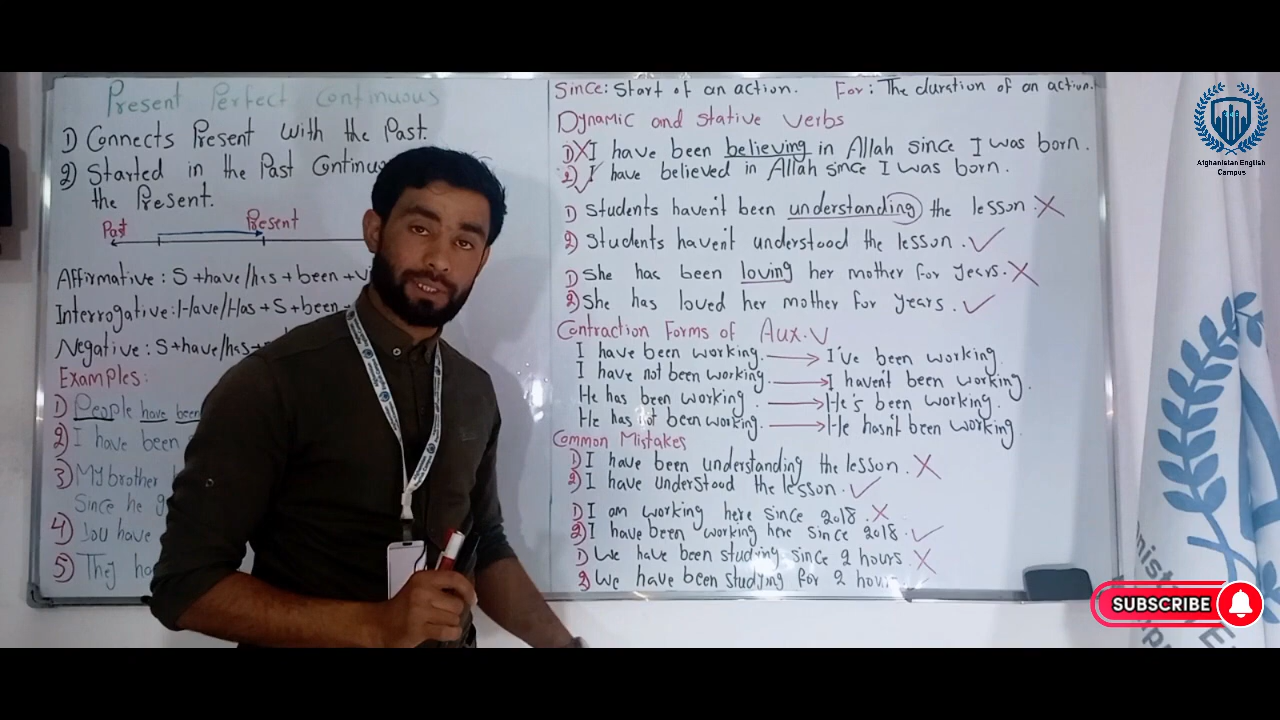 Present Perfect Continuous
1) Connects Present with the Past.
2) Started in the Past
the Present.
Past Present
Affirmative: S+have/has+been+
Interrogative: Have/Has+S+been+
Negative: S+have/has+
Examples:
1) People have been
2) I have been
3) My brother
Since he
4) You have
5) They
Since: Start of an action. For: The duration of an action.
Dynamic and Stative Verbs
1) X I have been believing in Allah since I was born.
2) ✓ I have believed in Allah since I was born.
1) Students haven't been understanding the lesson. X
2) Students haven't understood the lesson. ✓
1) She has been loving her mother for years. X
2) She has loved her mother for years. ✓
Contraction Forms of Aux.V
I have been working. → I've been working.
I have not been working. → I haven't been working.
He has been working. → He's been working.
He has not been working. → He hasn't been working.
Common Mistakes
1) I have been understanding the lesson. X
2) I have understood the lesson. ✓
1) I am working here since 2018. X
2) I have been working here since 2018. ✓
1) We have been studying since 2 hours. X
2) We have been studying for 2
Afghanistan English
Campus
SUBSCRIBE